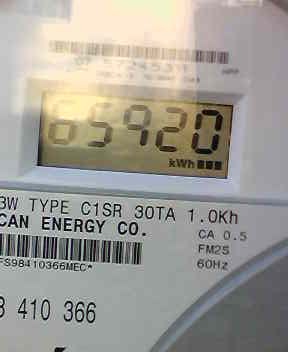 65920
kWh
3W TYPE C1SR 30TA 1.0Kh
CAN ENERGY CO.
CA 0.5
FM2S
60Hz
FS98410366MEC*
3 410 366